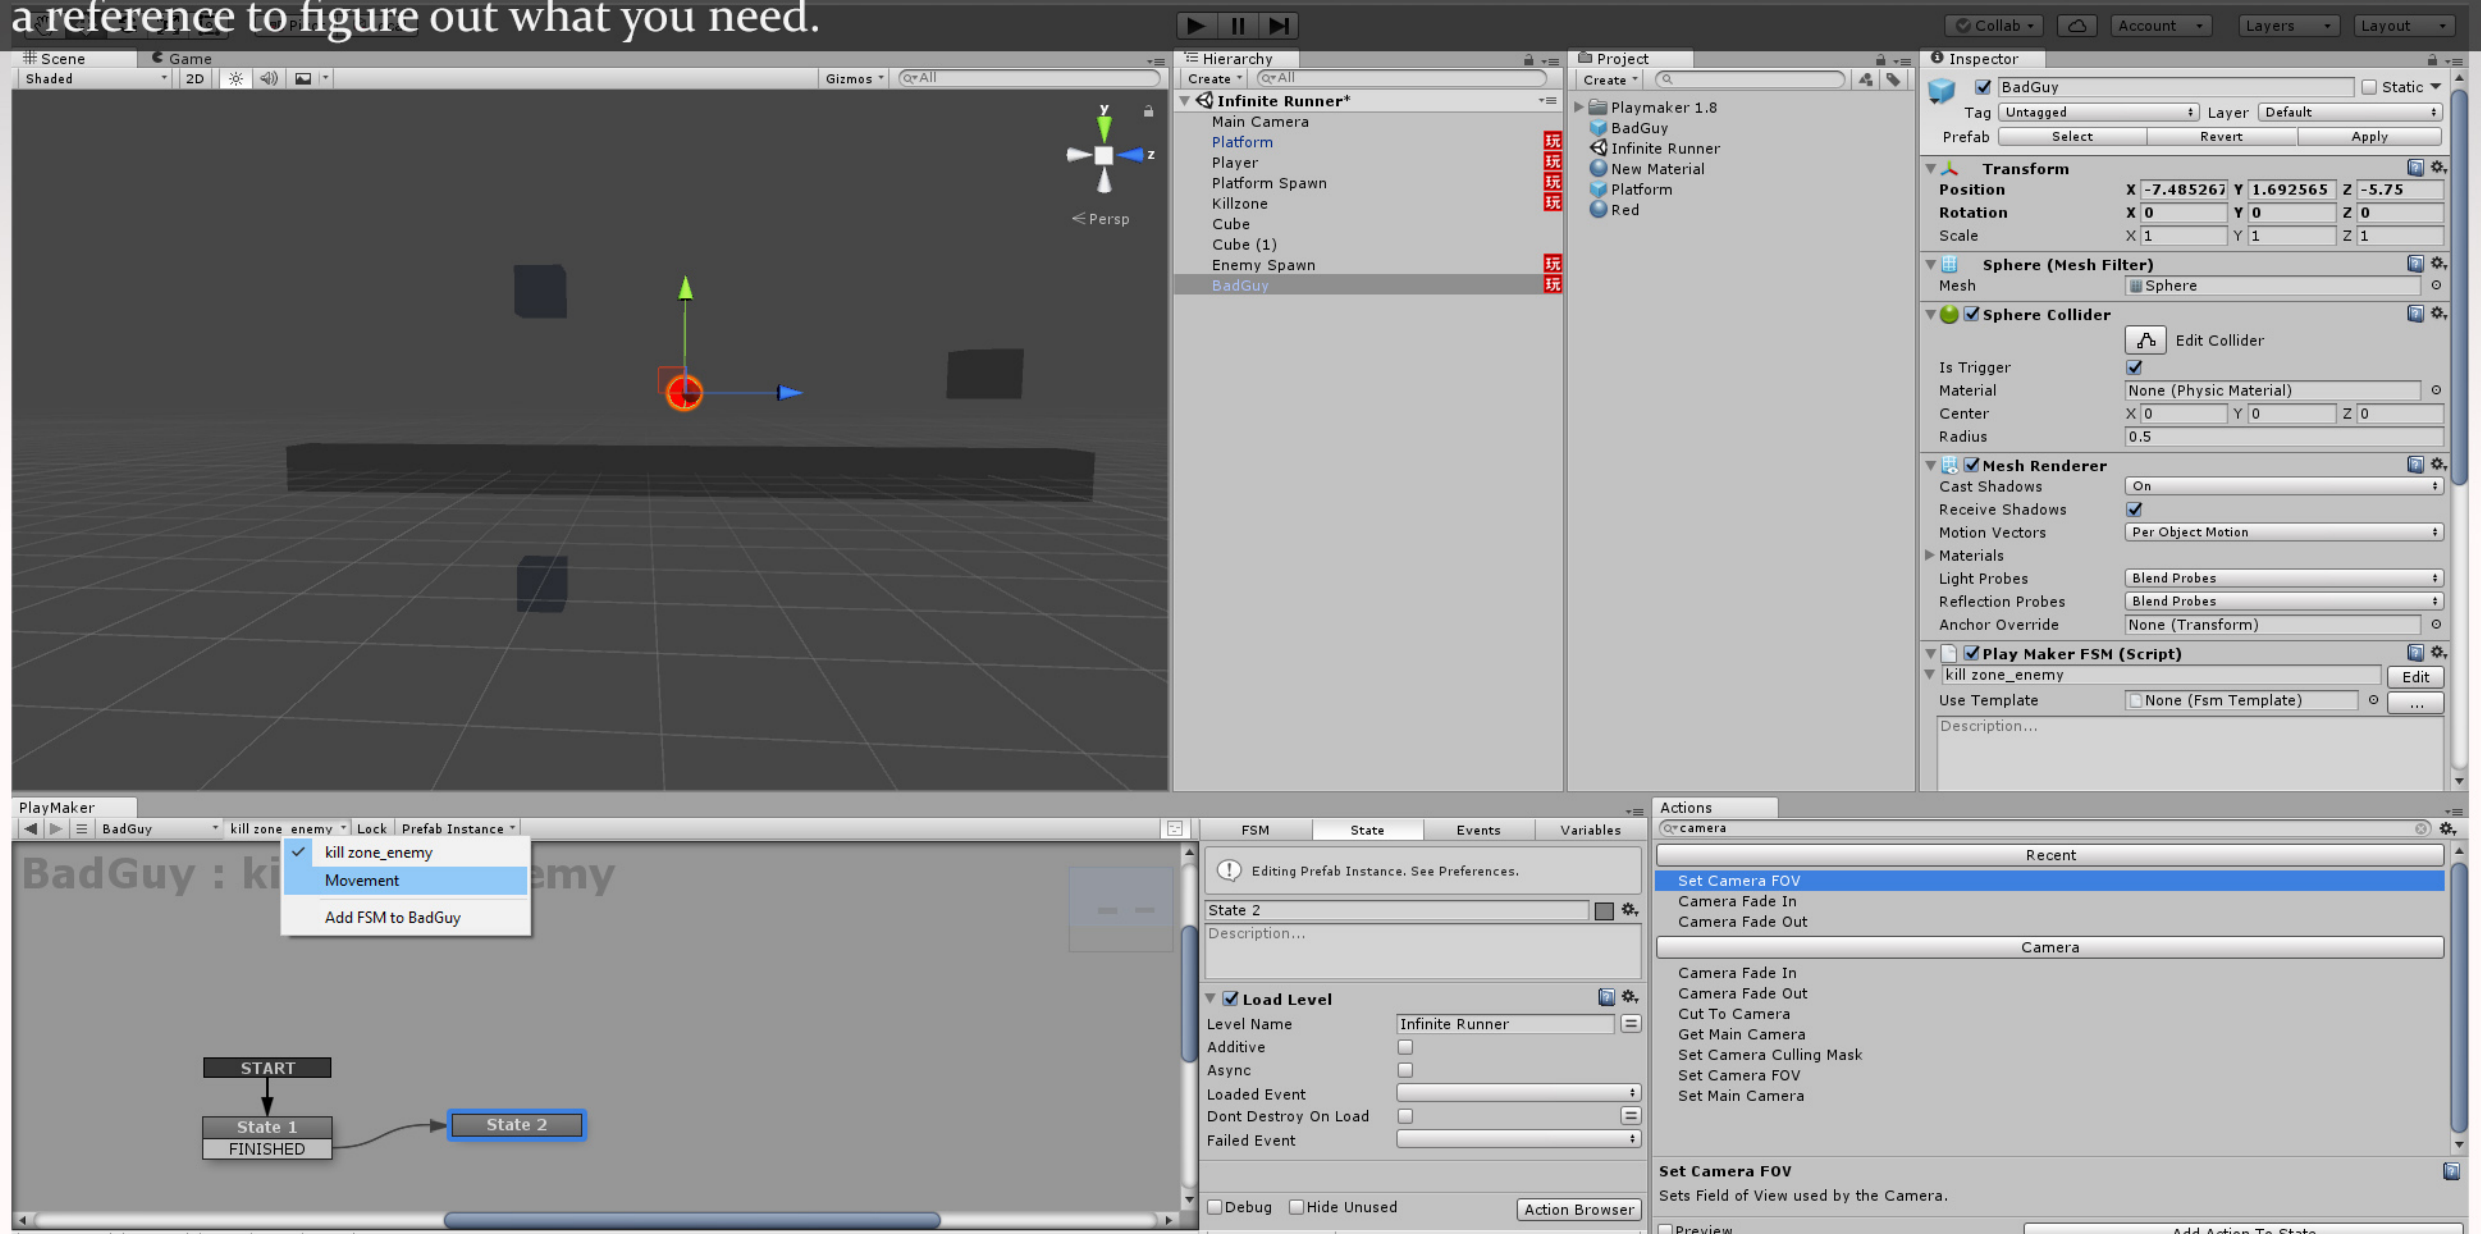 a reference to figure out what you need.
Collab
Account
Layers
Layout
Scene
Game
Shaded
2D
Gizmos
All
y
z
Persp
Hierarchy
Create
All
Infinite Runner*
Main Camera
Platform 玩
Player 玩
Platform Spawn 玩
Killzone 玩
Cube
Cube (1)
Enemy Spawn 玩
BadGuy 玩
Project
Create
Playmaker 1.8
BadGuy
Infinite Runner
New Material
Platform
Red
Inspector
BadGuy
Static
Tag Untagged Layer Default
Prefab Select Revert Apply
Transform
Position X -7.485267 Y 1.692565 Z -5.75
Rotation X 0 Y 0 Z 0
Scale X 1 Y 1 Z 1
Sphere (Mesh Filter)
Mesh Sphere
Sphere Collider
Edit Collider
Is Trigger
Material None (Physic Material)
Center X 0 Y 0 Z 0
Radius 0.5
Mesh Renderer
Cast Shadows On
Receive Shadows
Motion Vectors Per Object Motion
Materials
Light Probes Blend Probes
Reflection Probes Blend Probes
Anchor Override None (Transform)
Play Maker FSM (Script)
kill zone_enemy Edit
Use Template None (Fsm Template) ...
Description...
PlayMaker
BadGuy kill zone_enemy Lock Prefab Instance
kill zone_enemy
Movement
Add FSM to BadGuy
BadGuy : ki emy
START
State 1
FINISHED
State 2
FSM State Events Variables
Editing Prefab Instance. See Preferences.
State 2
Description...
Load Level
Level Name Infinite Runner
Additive
Async
Loaded Event
Dont Destroy On Load
Failed Event
Debug Hide Unused Action Browser
Actions
camera
Recent
Set Camera FOV
Camera Fade In
Camera Fade Out
Camera
Camera Fade In
Camera Fade Out
Cut To Camera
Get Main Camera
Set Camera Culling Mask
Set Camera FOV
Set Main Camera
Set Camera FOV
Sets Field of View used by the Camera.
Preview Add Action To State